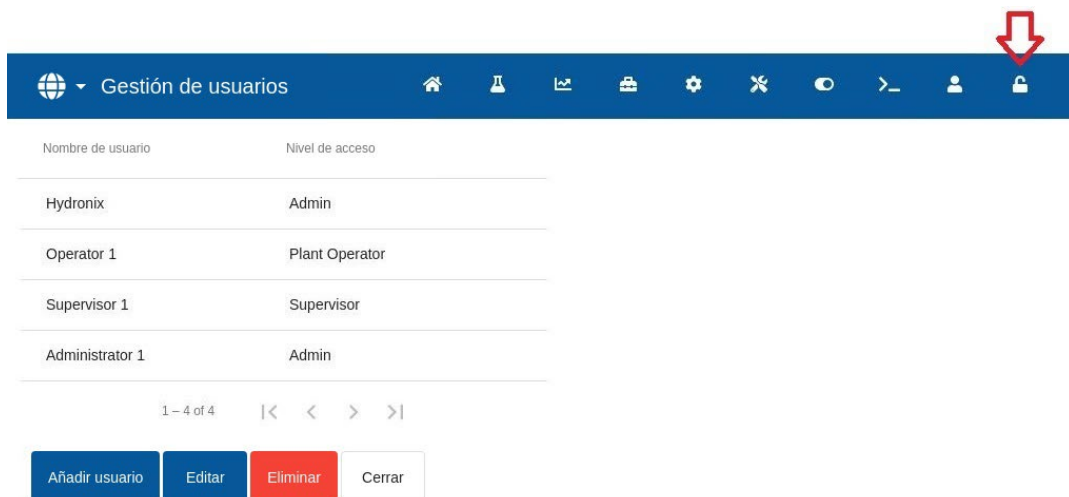 Gestión de usuarios
Nombre de usuario Nivel de acceso
Hydronix Admin
Operator 1 Plant Operator
Supervisor 1 Supervisor
Administrator 1 Admin
1 – 4 of 4
Añadir usuario Editar Eliminar Cerrar